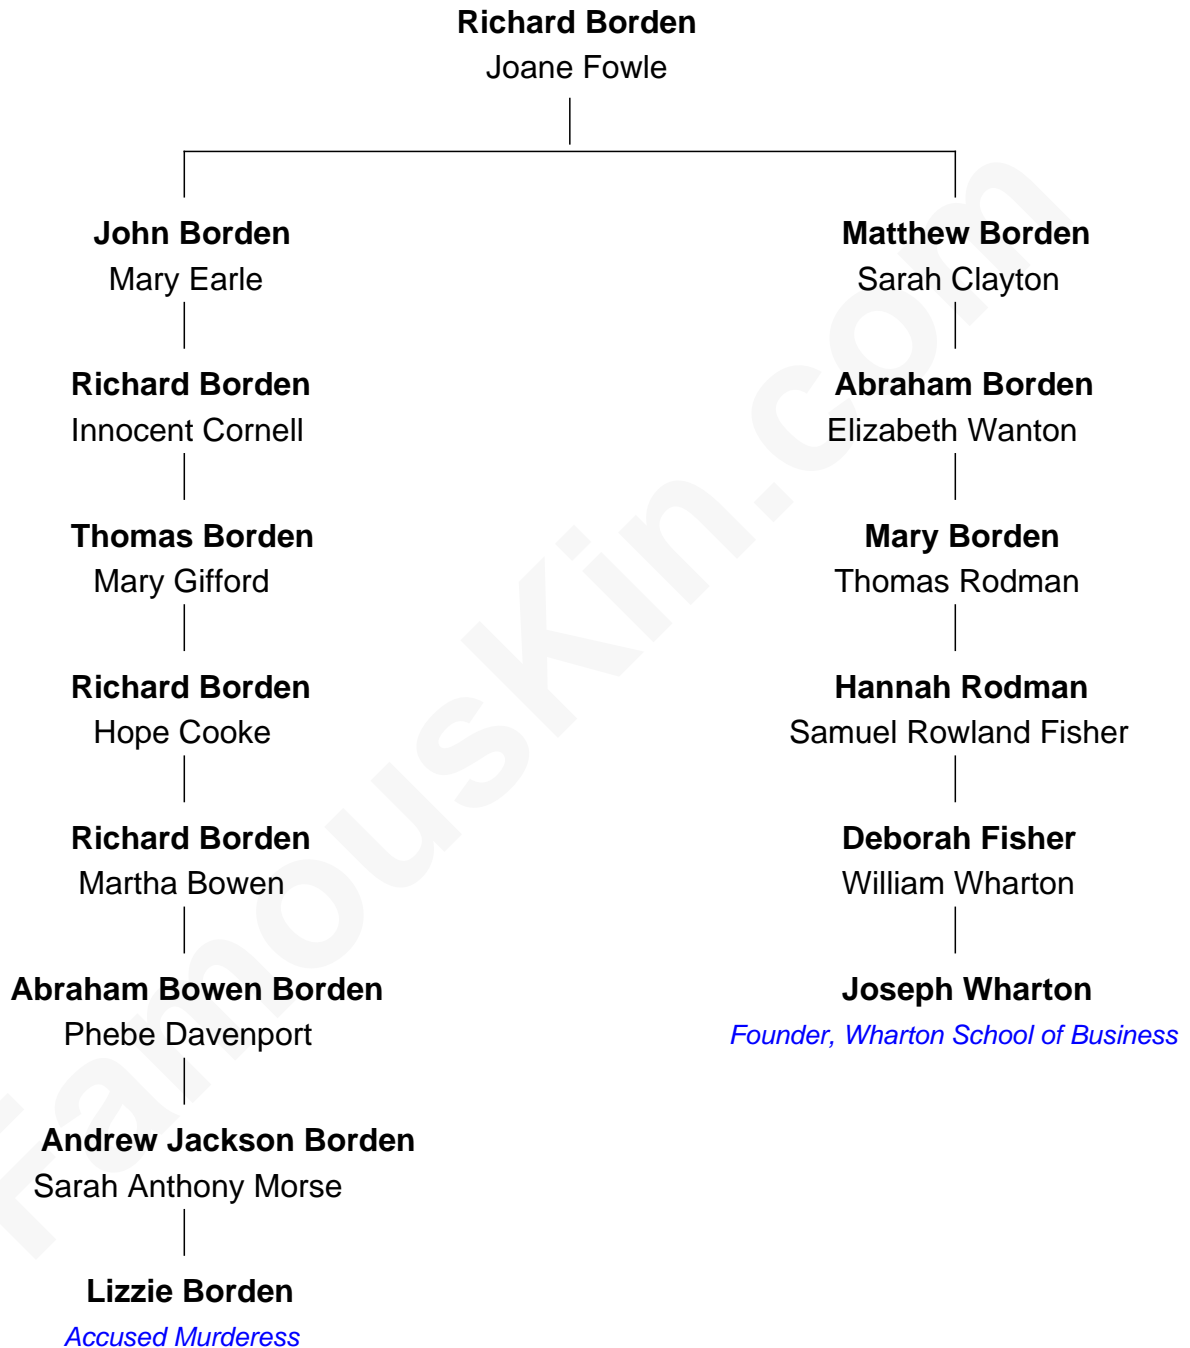 Richard Borden
Joane Fowle
John Borden
Mary Earle
Matthew Borden
Sarah Clayton
Richard Borden
Innocent Cornell
Abraham Borden
Elizabeth Wanton
Thomas Borden
Mary Gifford
Mary Borden
Thomas Rodman
Richard Borden
Hope Cooke
Hannah Rodman
Samuel Rowland Fisher
Richard Borden
Martha Bowen
Deborah Fisher
William Wharton
Abraham Bowen Borden
Phebe Davenport
Joseph Wharton
Founder, Wharton School of Business
Andrew Jackson Borden
Sarah Anthony Morse
Lizzie Borden
Accused Murderess
FamousKin.com